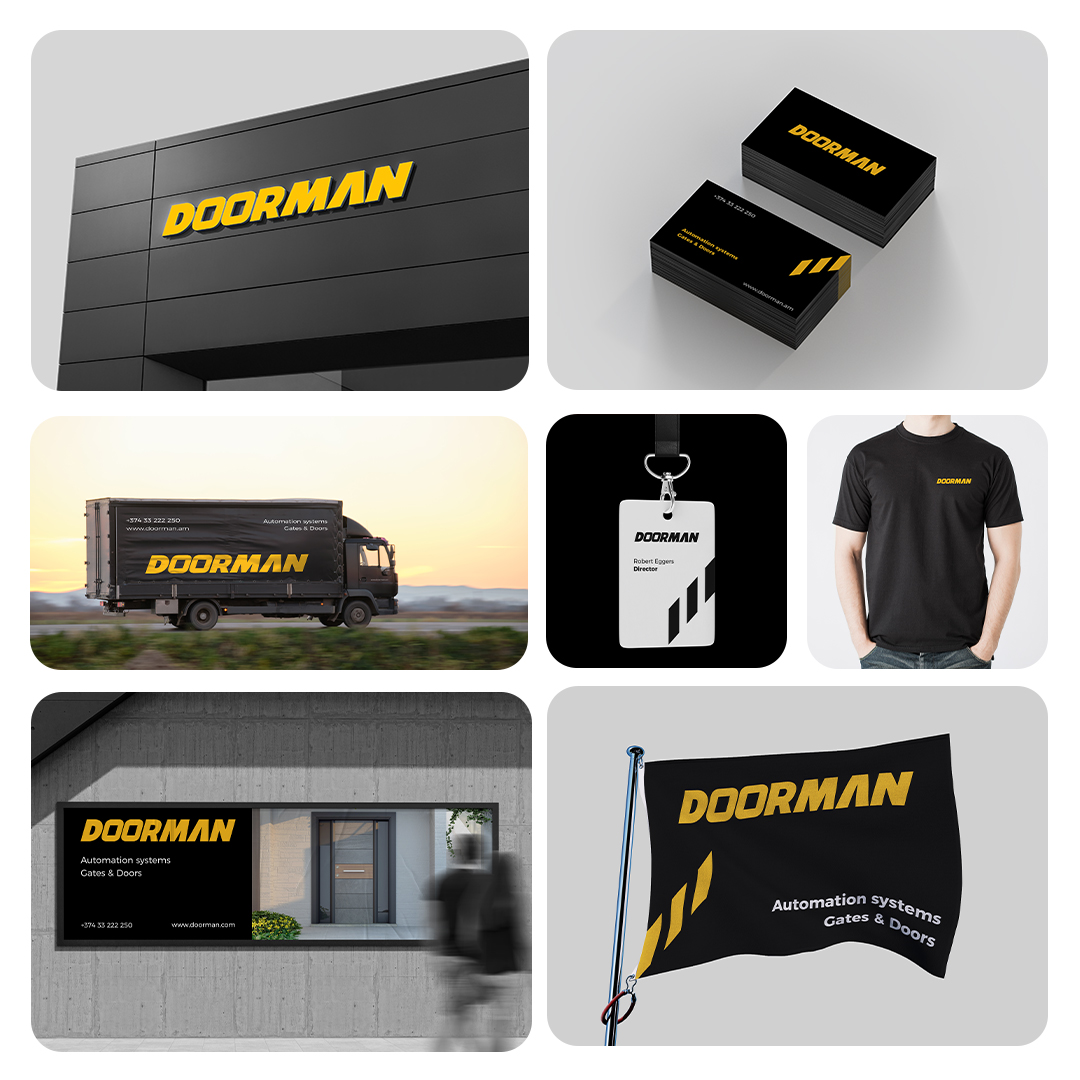 DOORMAN
DOORMAN
+374 33 222 250
Automation systems
Gates & Doors
www.doorman.am
+374 33 222 250
www.doorman.am
Automation systems
Gates & Doors
DOORMAN
DOORMAN
Robert Eggers
Director
DOORMAN
DOORMAN
Automation systems
Gates & Doors
+374 33 222 250
www.doorman.com
DOORMAN
Automation systems
Gates & Doors